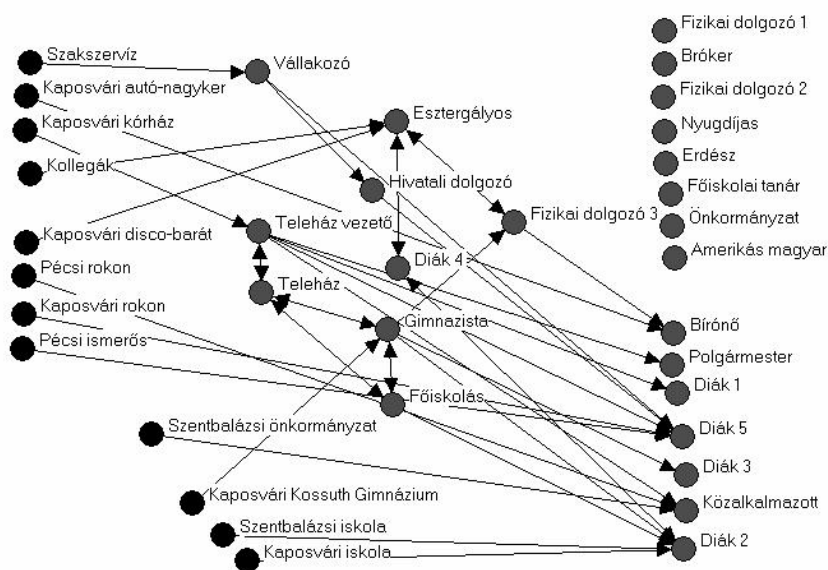 Szakszervíz
Kaposvári autó-nagyker
Kaposvári kórház
Kollegák
Kaposvári disco-barát
Pécsi rokon
Kaposvári rokon
Pécsi ismerős
Szentbalázsi önkormányzat
Kaposvári Kossuth Gimnázium
Szentbalázsi iskola
Kaposvári iskola
Vállakozó
Esztergályos
Hivatali dolgozó
Teleház vezető
Fizikai dolgozó 3
Diák 4
Teleház
Gimnazista
Főiskolás
Fizikai dolgozó 1
Bróker
Fizikai dolgozó 2
Nyugdíjas
Erdész
Főiskolai tanár
Önkormányzat
Amerikás magyar
Bírónő
Polgármester
Diák 1
Diák 5
Diák 3
Közalkalmazott
Diák 2